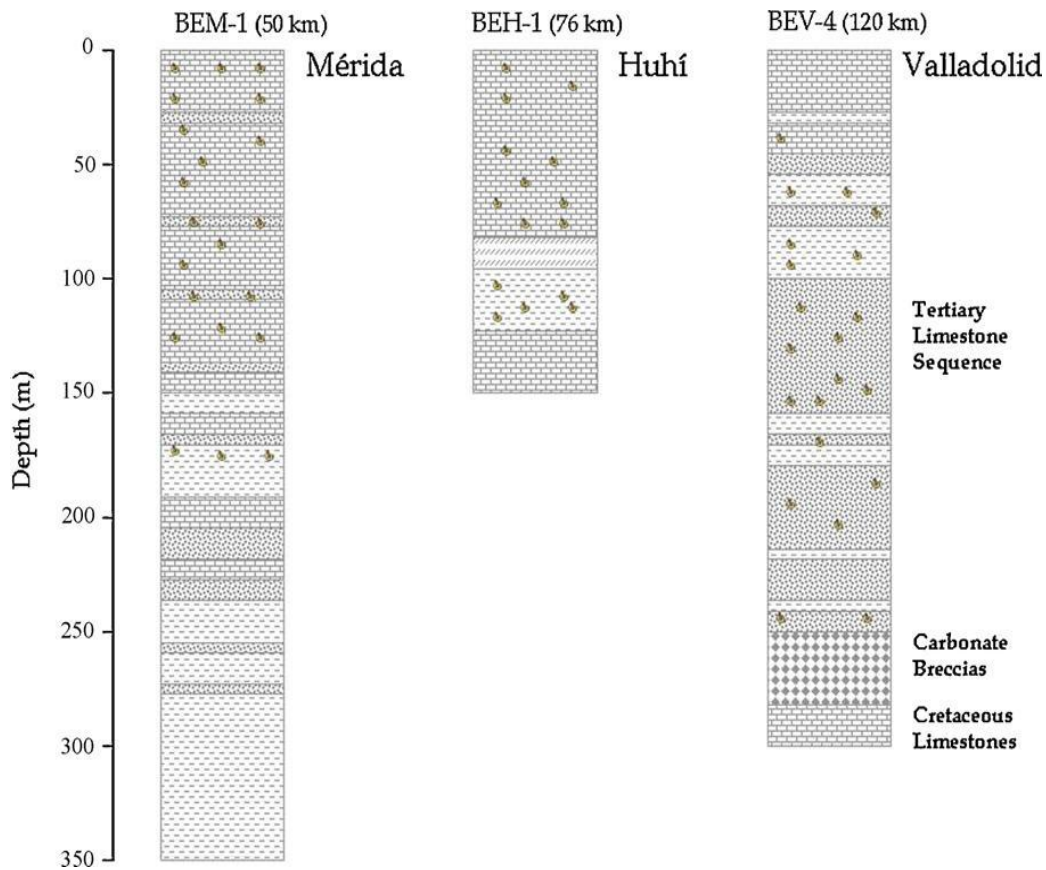 BEM-1 (50 km)
BEH-1 (76 km)
BEV-4 (120 km)
Mérida
Huhí
Valladolid
Depth (m)
0
50
100
150
200
250
300
350
Tertiary
Limestone
Sequence
Carbonate
Breccias
Cretaceous
Limestones